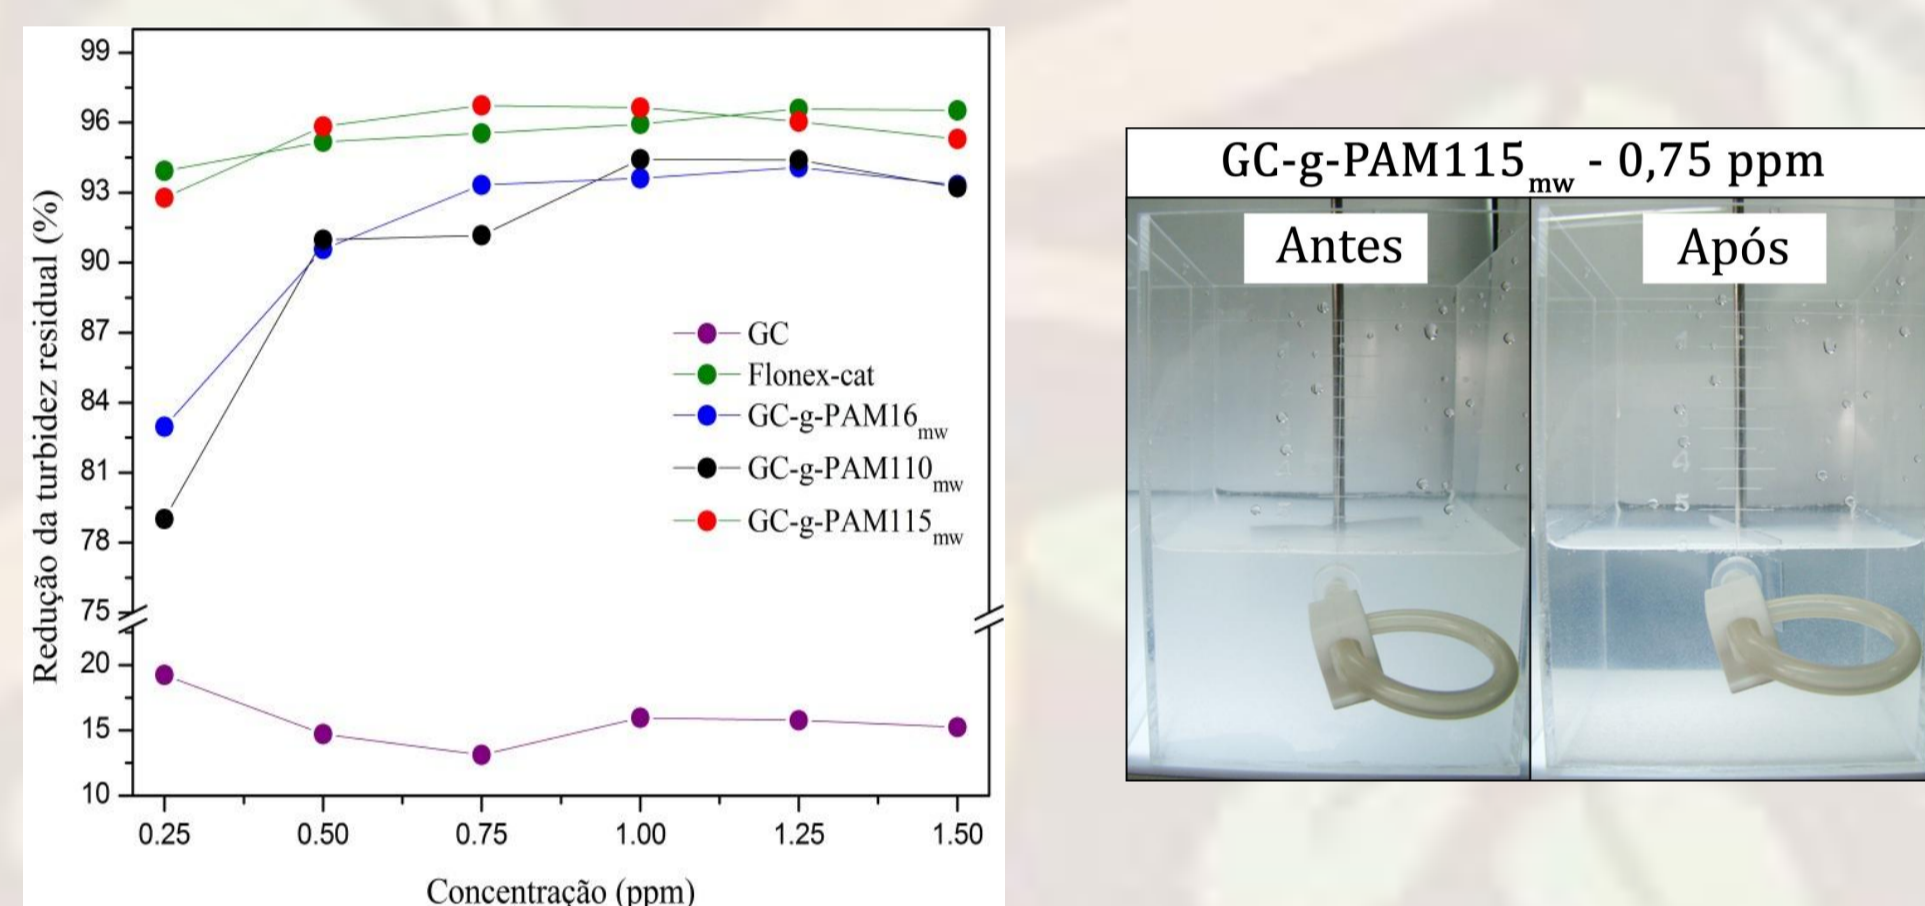 99
96
93
90
87
84
81
78
75
20
15
10
Redução da turbidez residual (%)
GC
Flonex-cat
GC-g-PAM16mw
GC-g-PAM110mw
GC-g-PAM115mw
0.25 0.50 0.75 1.00 1.25 1.50
Concentração (ppm)
GC-g-PAM115mw - 0,75 ppm
Antes
Após